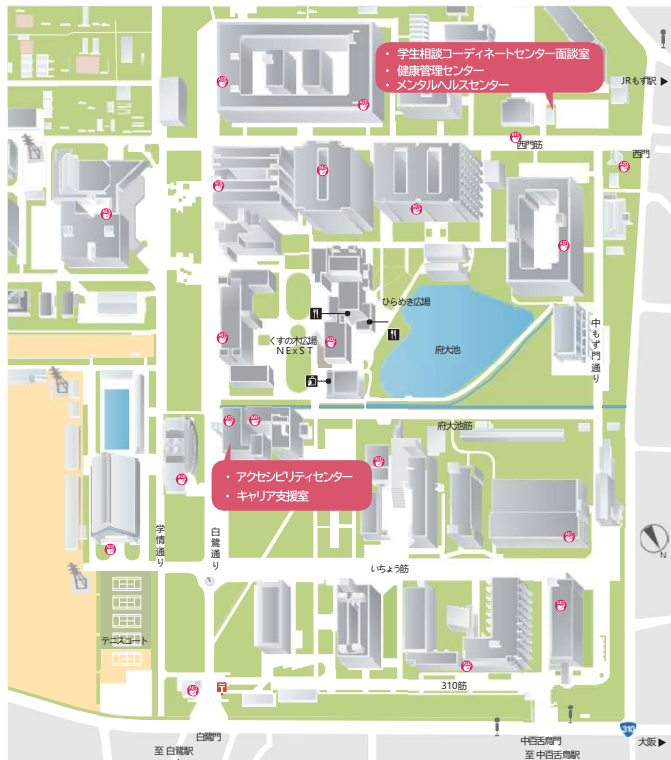 ・ 学生相談コーディネートセンター面談室
・ 健康管理センター
・ メンタルヘルスセンター
JRもず駅 ▶
西門筋
西門
ひらめき広場
くすの木広場
NExST
府大池
中もず門通り
府大池筋
・ アクセシビリティセンター
・ キャリア支援室
学情通り
白鷺通り
いちょう筋
N
テニスコート
310筋
白鷺門
至 白鷺駅
中百舌鳥門
至 中百舌鳥駅
310
大阪 ▶